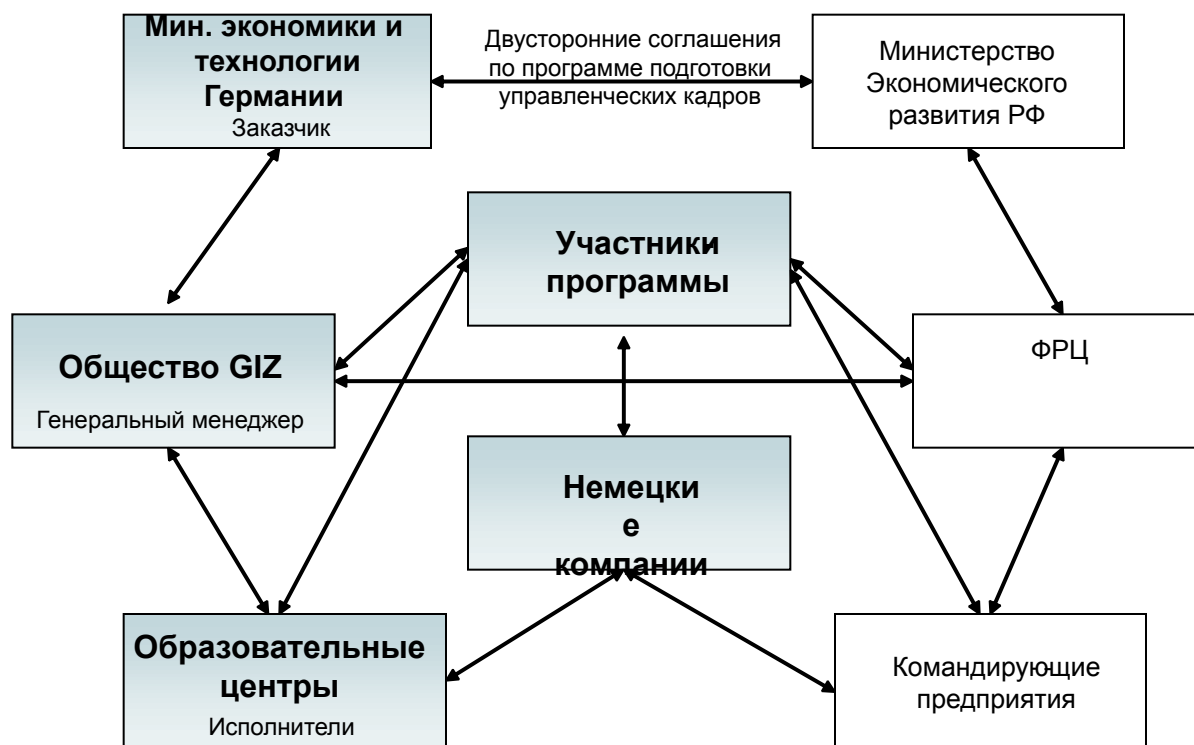 Мин. экономики и
технологии
Германии
Заказчик
Двусторонние соглашения
по программе подготовки
управленческих кадров
Министерство
Экономического
развития РФ
Участники
программы
Общество GIZ
Генеральный менеджер
ФРЦ
Немецки
е
компании
Образовательные
центры
Исполнители
Командирующие
предприятия